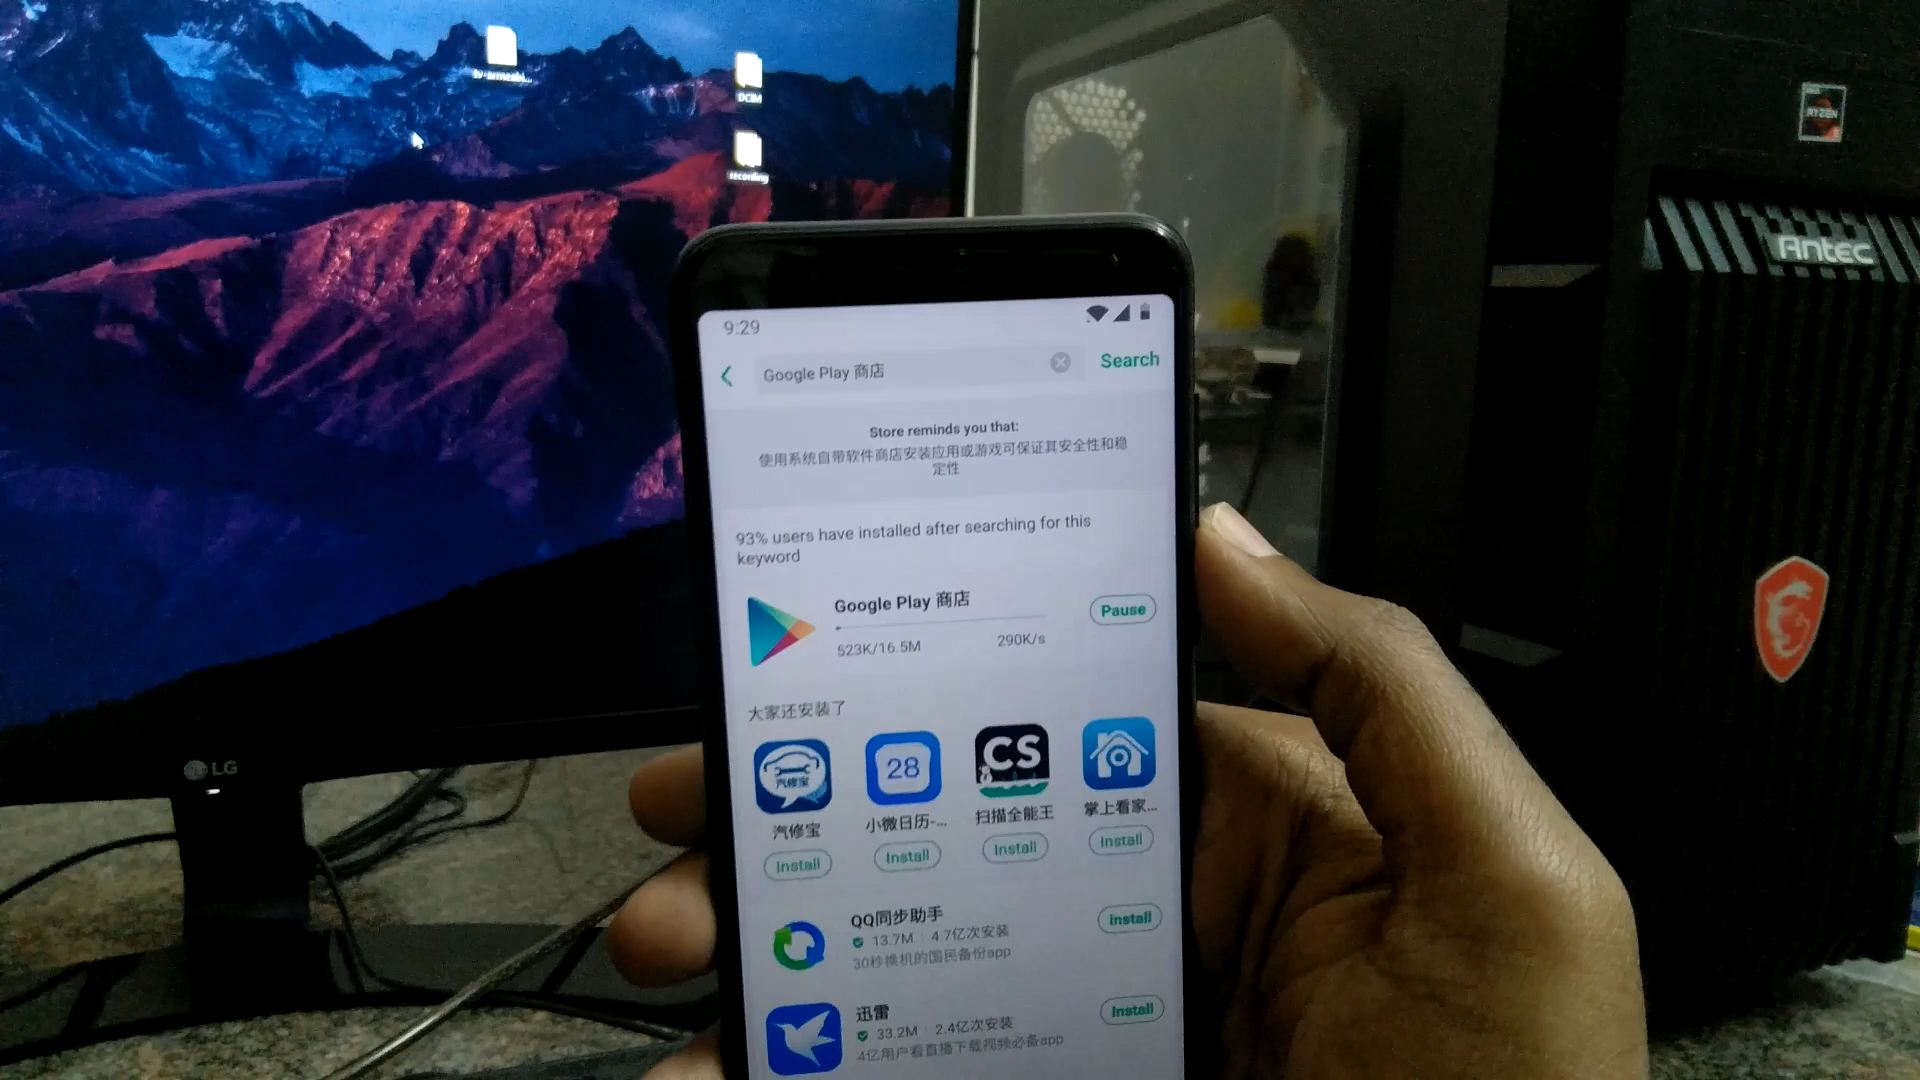 DCIM
recording
RYZEN
Antec
LG
9:29
Google Play 商店
Search
Store reminds you that:
使用系统自带软件商店安装应用或游戏可保证其安全性和稳
定性
93% users have installed after searching for this
keyword
Google Play 商店
523K/16.5M
290K/s
Pause
大家还安装了
汽修宝
28
CS
汽修宝
小微日历-...
扫描全能王
掌上看家...
Install
Install
Install
Install
QQ同步助手
13.7M
4.7亿次安装
30秒换机的国民备份app
Install
迅雷
33.2M
2.4亿次安装
4亿用户看直播下载视频必备app
Install